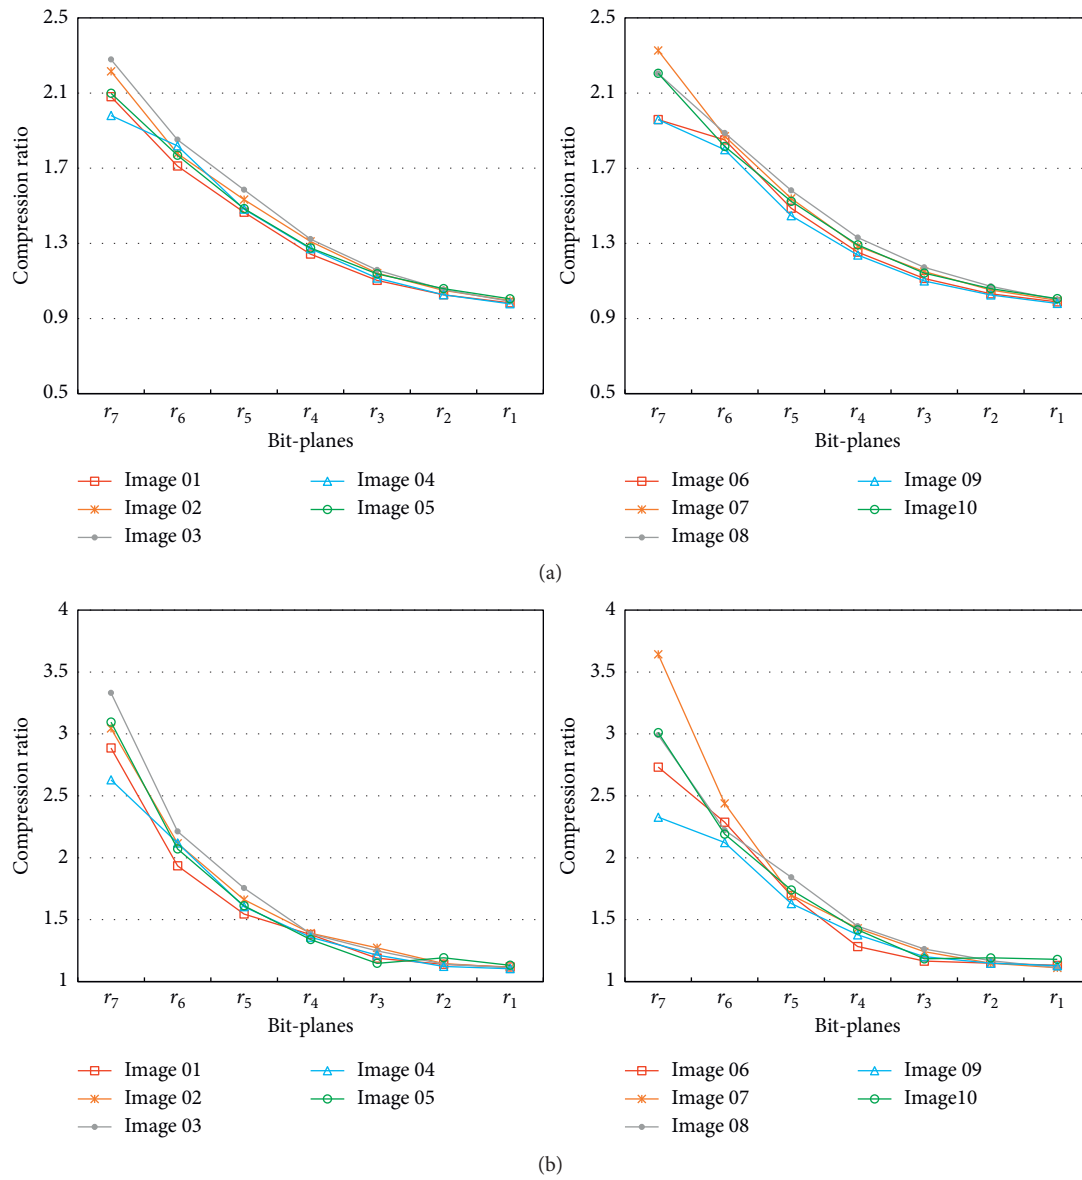 2.5
2.5
2.1
2.1
1.7
1.7
1.3
1.3
0.9
0.9
0.5
0.5
Compression ratio
Compression ratio
r7 r6 r5 r4 r3 r2 r1
r7 r6 r5 r4 r3 r2 r1
Bit-planes
Bit-planes
Image 01
Image 04
Image 02
Image 05
Image 03
Image 06
Image 09
Image 07
Image10
Image 08
(a)
4
4
3.5
3.5
3
3
2.5
2.5
2
2
1.5
1.5
1
1
Compression ratio
Compression ratio
r7 r6 r5 r4 r3 r2 r1
r7 r6 r5 r4 r3 r2 r1
Bit-planes
Bit-planes
Image 01
Image 04
Image 02
Image 05
Image 03
Image 06
Image 09
Image 07
Image10
Image 08
(b)